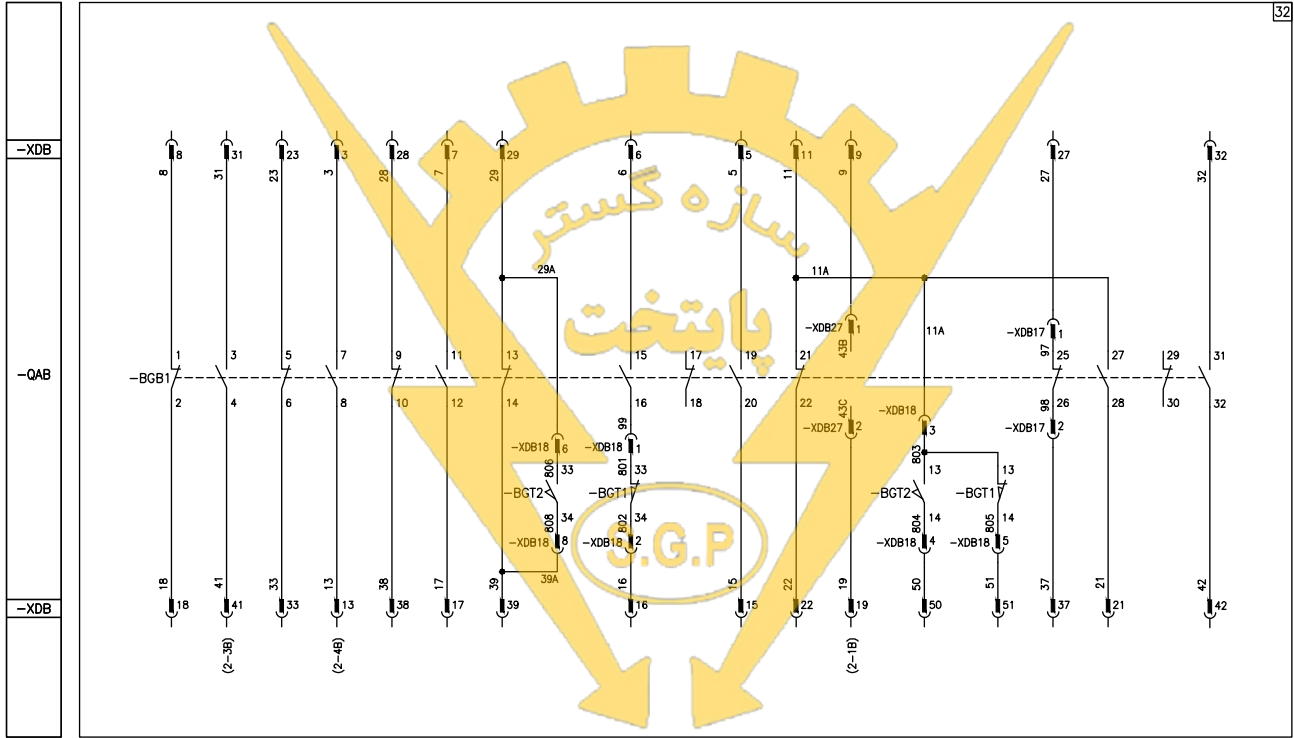 32
-XDB
8 31 23 3 28 7 29 6 5 11 9 27 32
8 31 23 3 28 7 29 6 5 11 9 27 32
سازه گستر
پایتخت
29A 11A
-XDB27 1 11A -XDB17 1
43B 97
1 3 5 7 9 11 13 15 17 19 21 25 27 29 31
-QAB
-BGB1
2 4 6 8 10 12 14 16 18 20 22 26 28 30 32
99 43C 98
-XDB18 3
-XDB27 2 -XDB17 2
-XDB18 6 -XDB18 1
806 33 801 33 803 13 13
-BGT2 -BGT1 -BGT2 -BGT1
808 34 802 34 804 14 805 14
-XDB18 8 -XDB18 2 -XDB18 4 -XDB18 5
S.G.P
39A
18 41 33 13 38 17 39 16 15 22 19 50 51 37 21 42
-XDB
18 41 33 13 38 17 39 16 15 22 19 50 51 37 21 42
(2-3B) (2-4B) (2-1B)